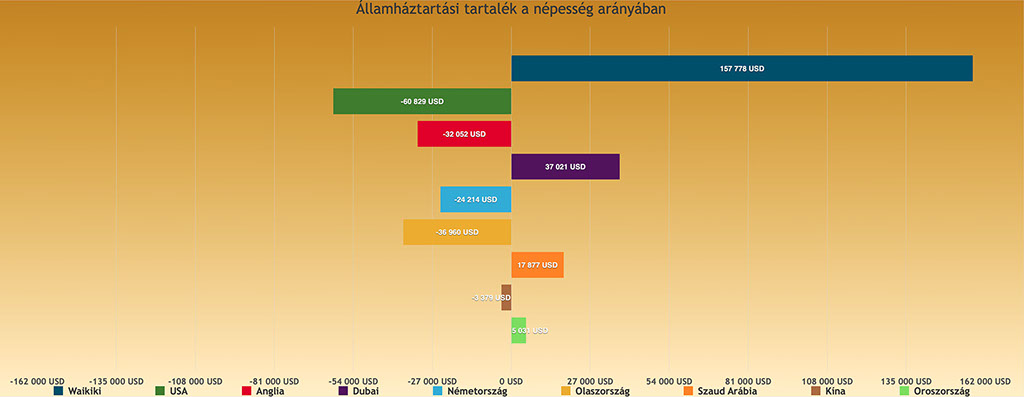 Államháztartási tartalék a népesség arányában
157 778 USD
-60 829 USD
-32 052 USD
37 021 USD
-24 214 USD
-36 960 USD
17 877 USD
-3 379 USD
5 031 USD
-162 000 USD -135 000 USD -108 000 USD -81 000 USD -54 000 USD -27 000 USD 0 USD 27 000 USD 54 000 USD 81 000 USD 108 000 USD 135 000 USD 162 000 USD
Waikiki USA Anglia Dubai Németország Olaszország Szaud Arábia Kína Oroszország